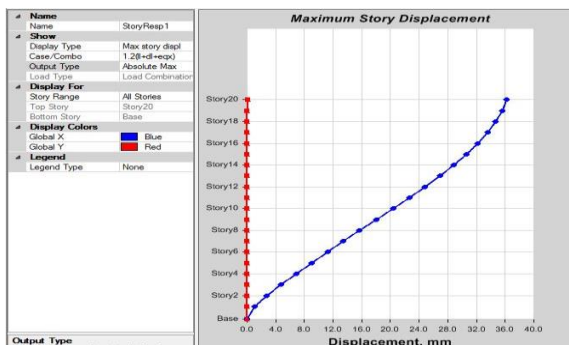 Name
Name StoryResp1
Show
Display Type Max story displ
Case/Combo 1.2(ll+dl+eqx)
Output Type Absolute Max
Load Type Load Combination
Display For
Story Range All Stories
Top Story Story20
Bottom Story Base
Display Colors
Global X Blue
Global Y Red
Legend
Legend Type None
Output Type
Maximum Story Displacement
Story20
Story18
Story16
Story14
Story12
Story10
Story8
Story6
Story4
Story2
Base
0.0 4.0 8.0 12.0 16.0 20.0 24.0 28.0 32.0 36.0 40.0
Displacement, mm